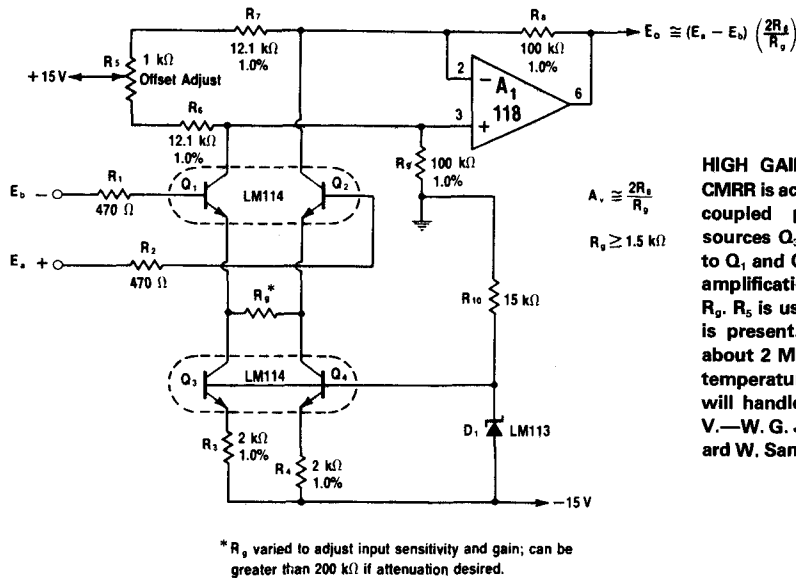 R₇
12.1 kΩ
1.0%
R₈
100 kΩ
1.0%
E₀ ≅ (Eₐ − E_b) (2R₈/R_g)
+15V
R₅
1 kΩ
Offset Adjust
2
−
A₁
118
6
3
+
R₆
12.1 kΩ
1.0%
R₉
100 kΩ
1.0%
E_b −
R₁
470 Ω
Q₁
LM114
Q₂
Eₐ +
R₂
470 Ω
R_g*
R₁₀
15 kΩ
Q₃
LM114
Q₄
R₃
2 kΩ
1.0%
R₄
2 kΩ
1.0%
D₁
LM113
−15 V
Aᵥ ≅ 2R₈/R_g
R_g ≥ 1.5 kΩ
HIGH GAIN
CMRR is ac
coupled p
sources Q₃
to Q₁ and
amplificati
R_g. R₅ is us
is present.
about 2 M
temperatu
will handle
V.—W. G.
ard W. San
* R_g varied to adjust input sensitivity and gain; can be
greater than 200 kΩ if attenuation desired.